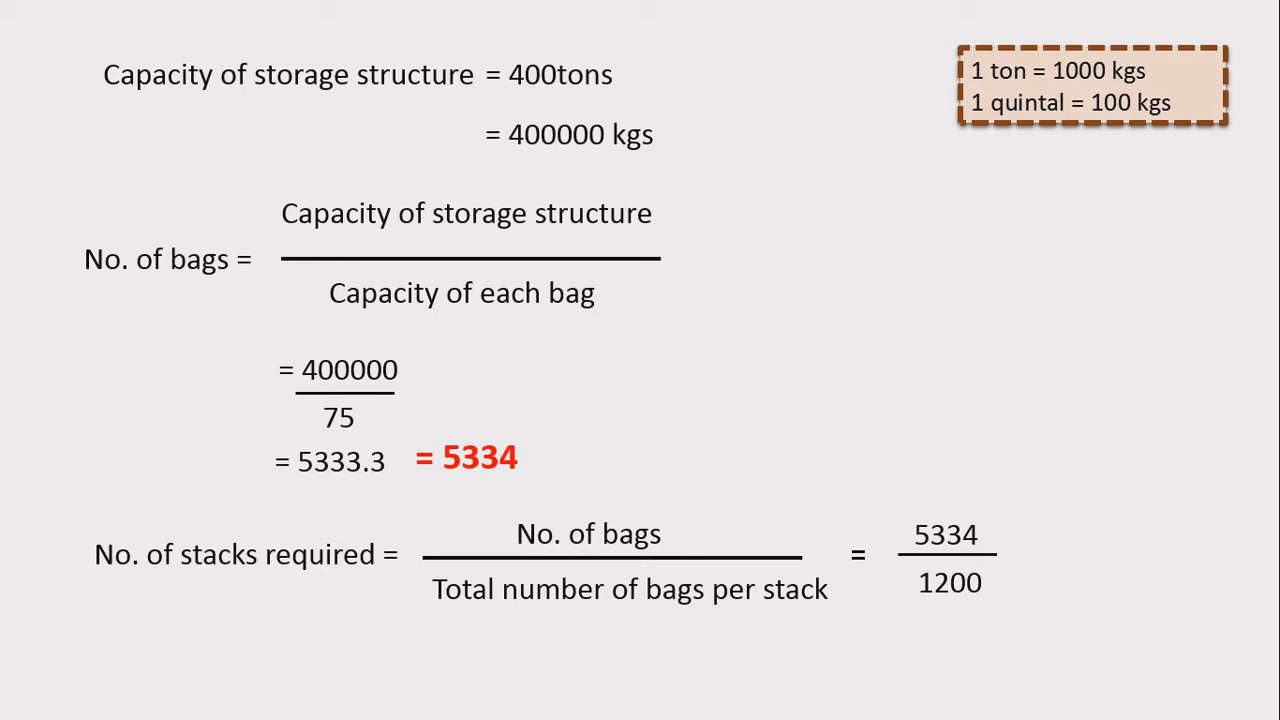 Capacity of storage structure = 400tons
1 ton = 1000 kgs
1 quintal = 100 kgs
= 400000 kgs
Capacity of storage structure
No. of bags =
Capacity of each bag
= 400000
75
= 5333.3 = 5334
No. of bags
No. of stacks required =
Total number of bags per stack
=
5334
1200